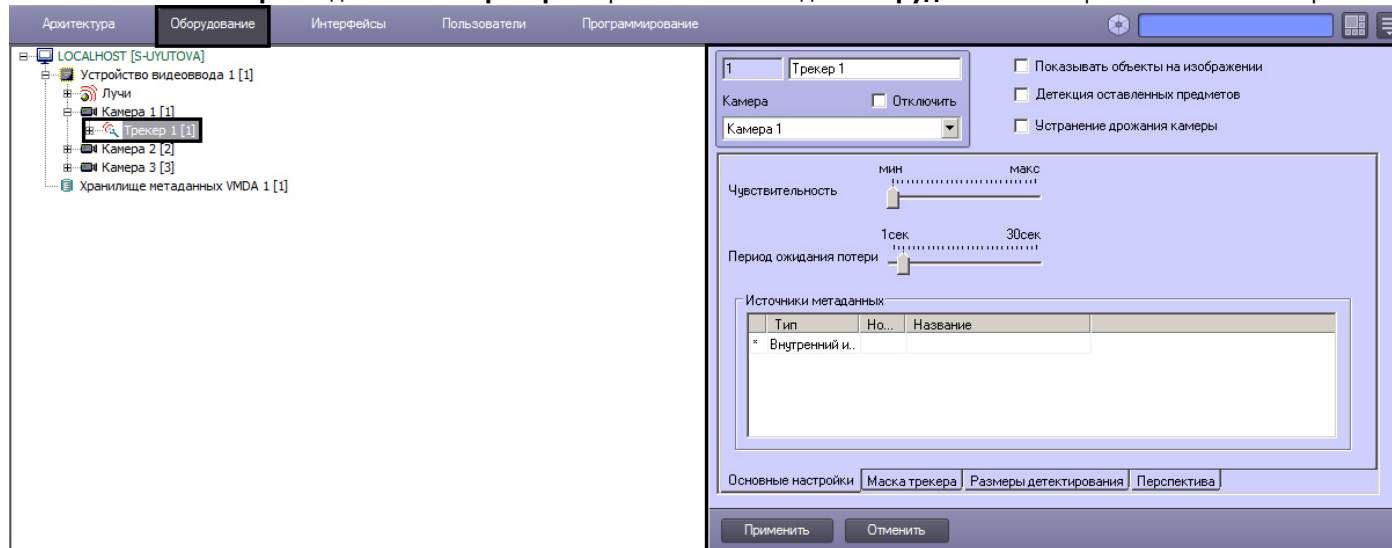 Архитектура Оборудование Интерфейсы Пользователи Программирование
LOCALHOST [S-UYUTOVA]
Устройство видеоввода 1 [1]
Лучи
Камера 1 [1]
Трекер 1 [1]
Камера 2 [2]
Камера 3 [3]
Хранилище метаданных VMDA 1 [1]
1 Трекер 1
Камера Отключить
Камера 1
Показывать объекты на изображении
Детекция оставленных предметов
Устранение дрожания камеры
мин макс
Чувствительность
1сек 30сек
Период ожидания потери
Источники метаданных
Тип Но... Название
* Внутренний и..
Основные настройки Маска трекера Размеры детектирования Перспектива
Применить Отменить